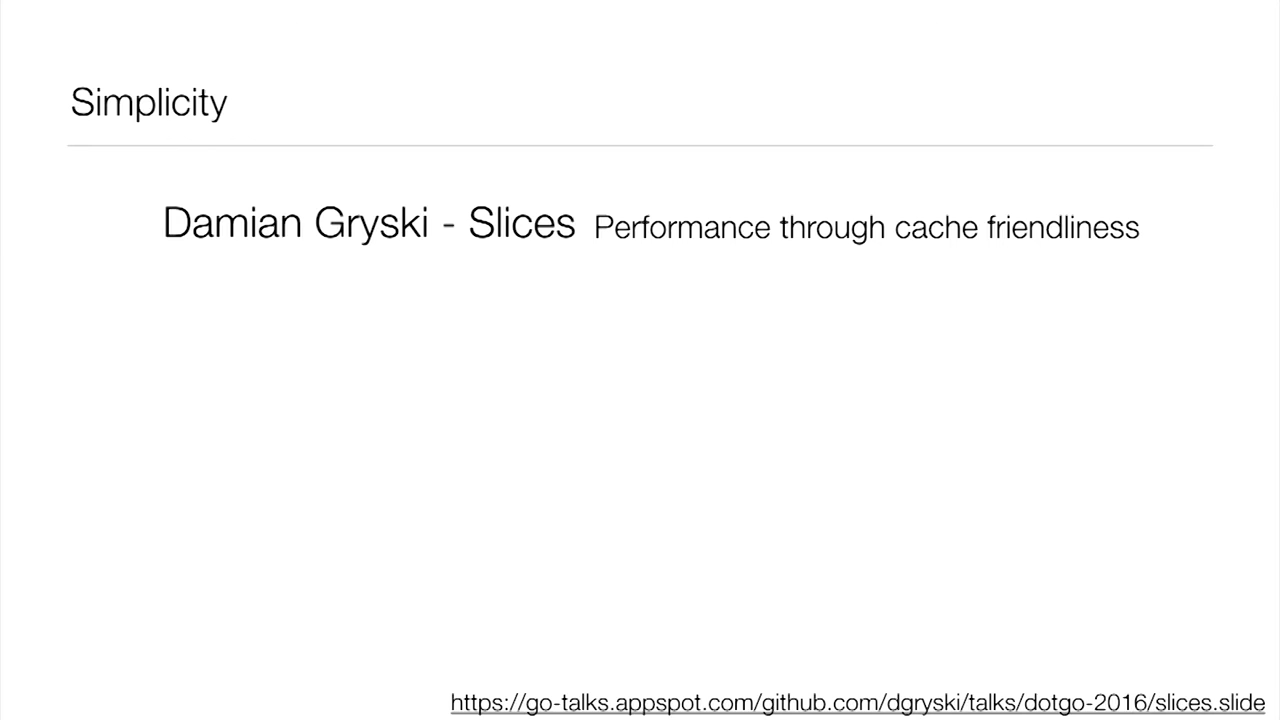 Simplicity
Damian Gryski - Slices Performance through cache friendliness
https://go-talks.appspot.com/github.com/dgryski/talks/dotgo-2016/slices.slide